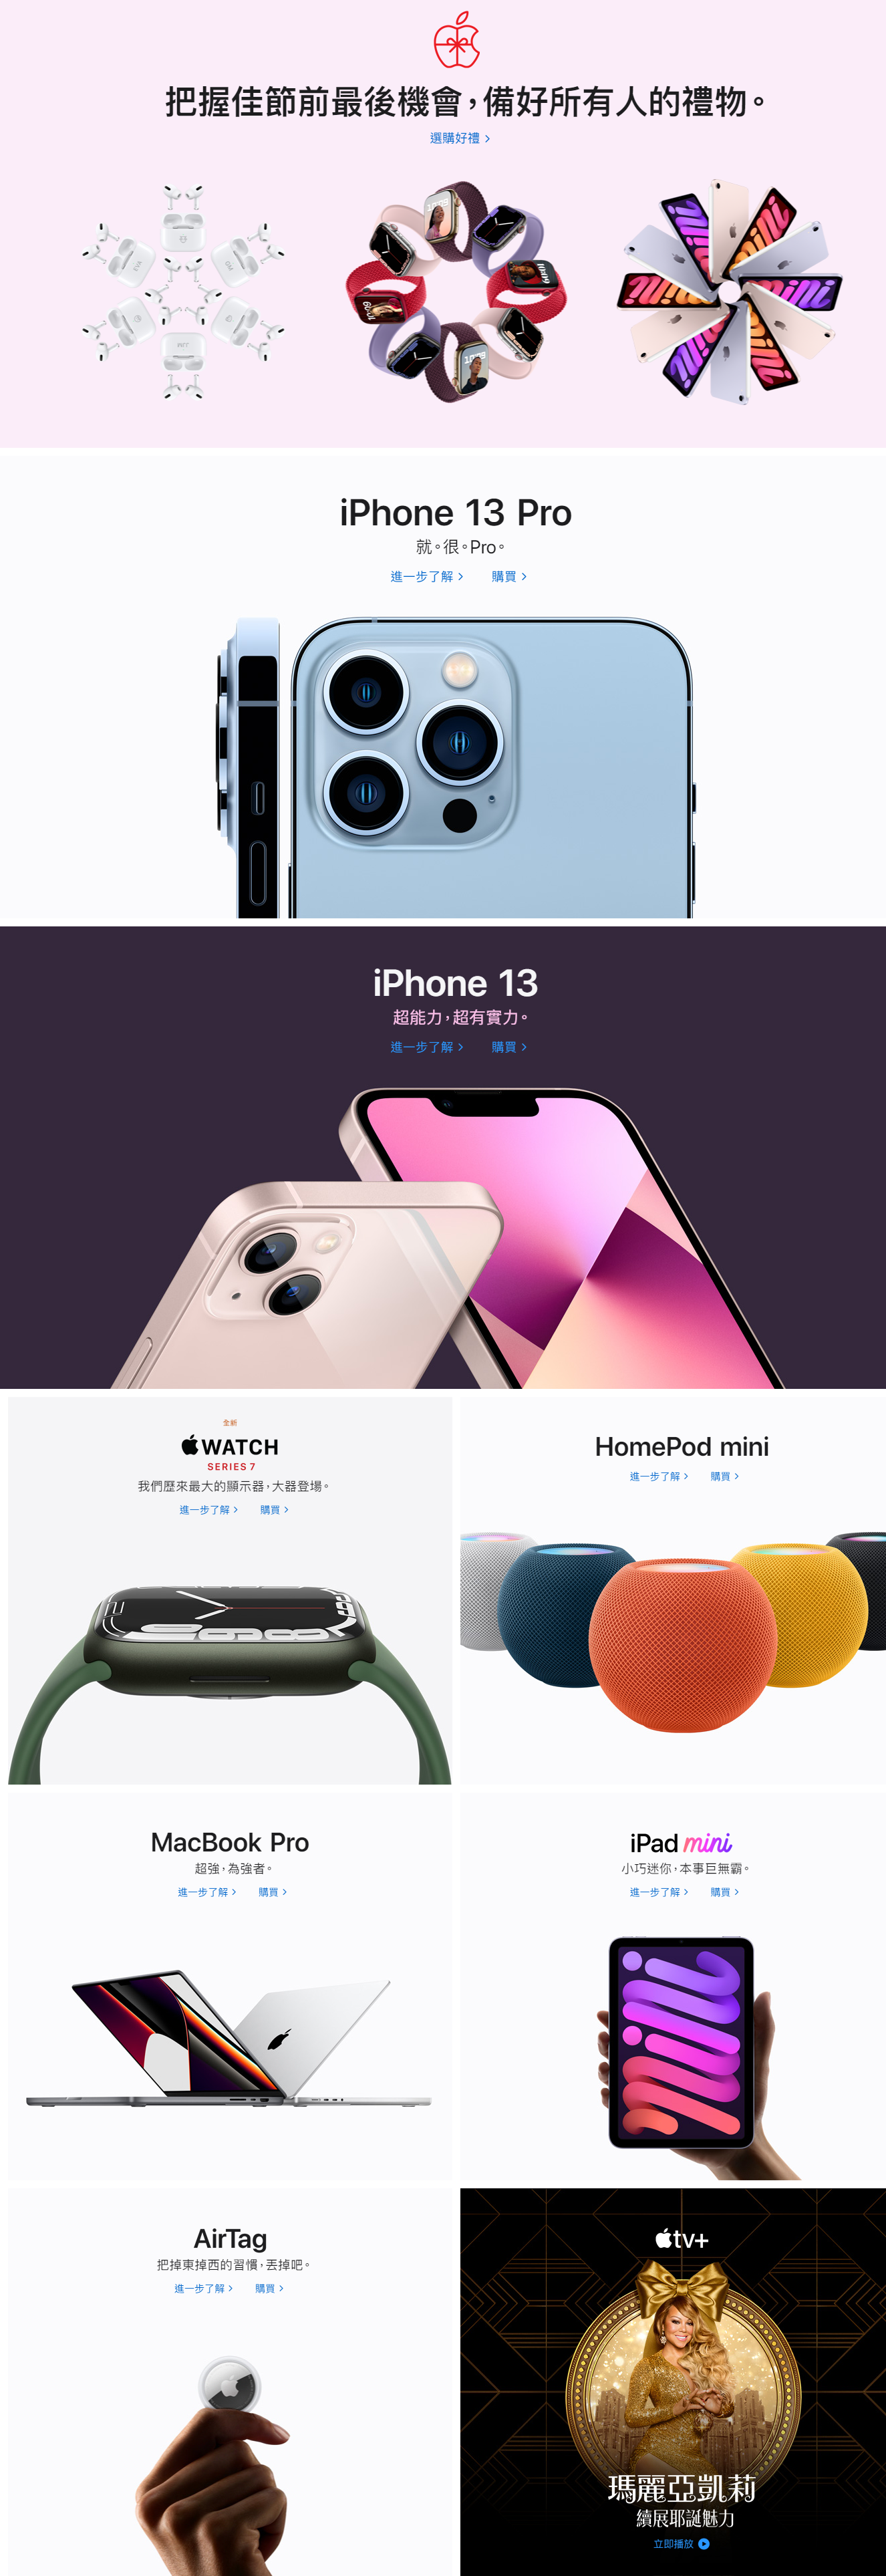 把握佳節前最後機會，備好所有人的禮物。
選購好禮 >
iPhone 13 Pro
就。很。Pro。
進一步了解 > 購買 >
iPhone 13
超能力，超有實力。
進一步了解 > 購買 >
全新
WATCH
SERIES 7
我們歷來最大的顯示器，大器登場。
進一步了解 > 購買 >
HomePod mini
進一步了解 > 購買 >
MacBook Pro
超強，為強者。
進一步了解 > 購買 >
iPad mini
小巧迷你，本事巨無霸。
進一步了解 > 購買 >
AirTag
把掉東掉西的習慣，丟掉吧。
進一步了解 > 購買 >
tv+
瑪麗亞凱莉
續展耶誕魅力
立即播放